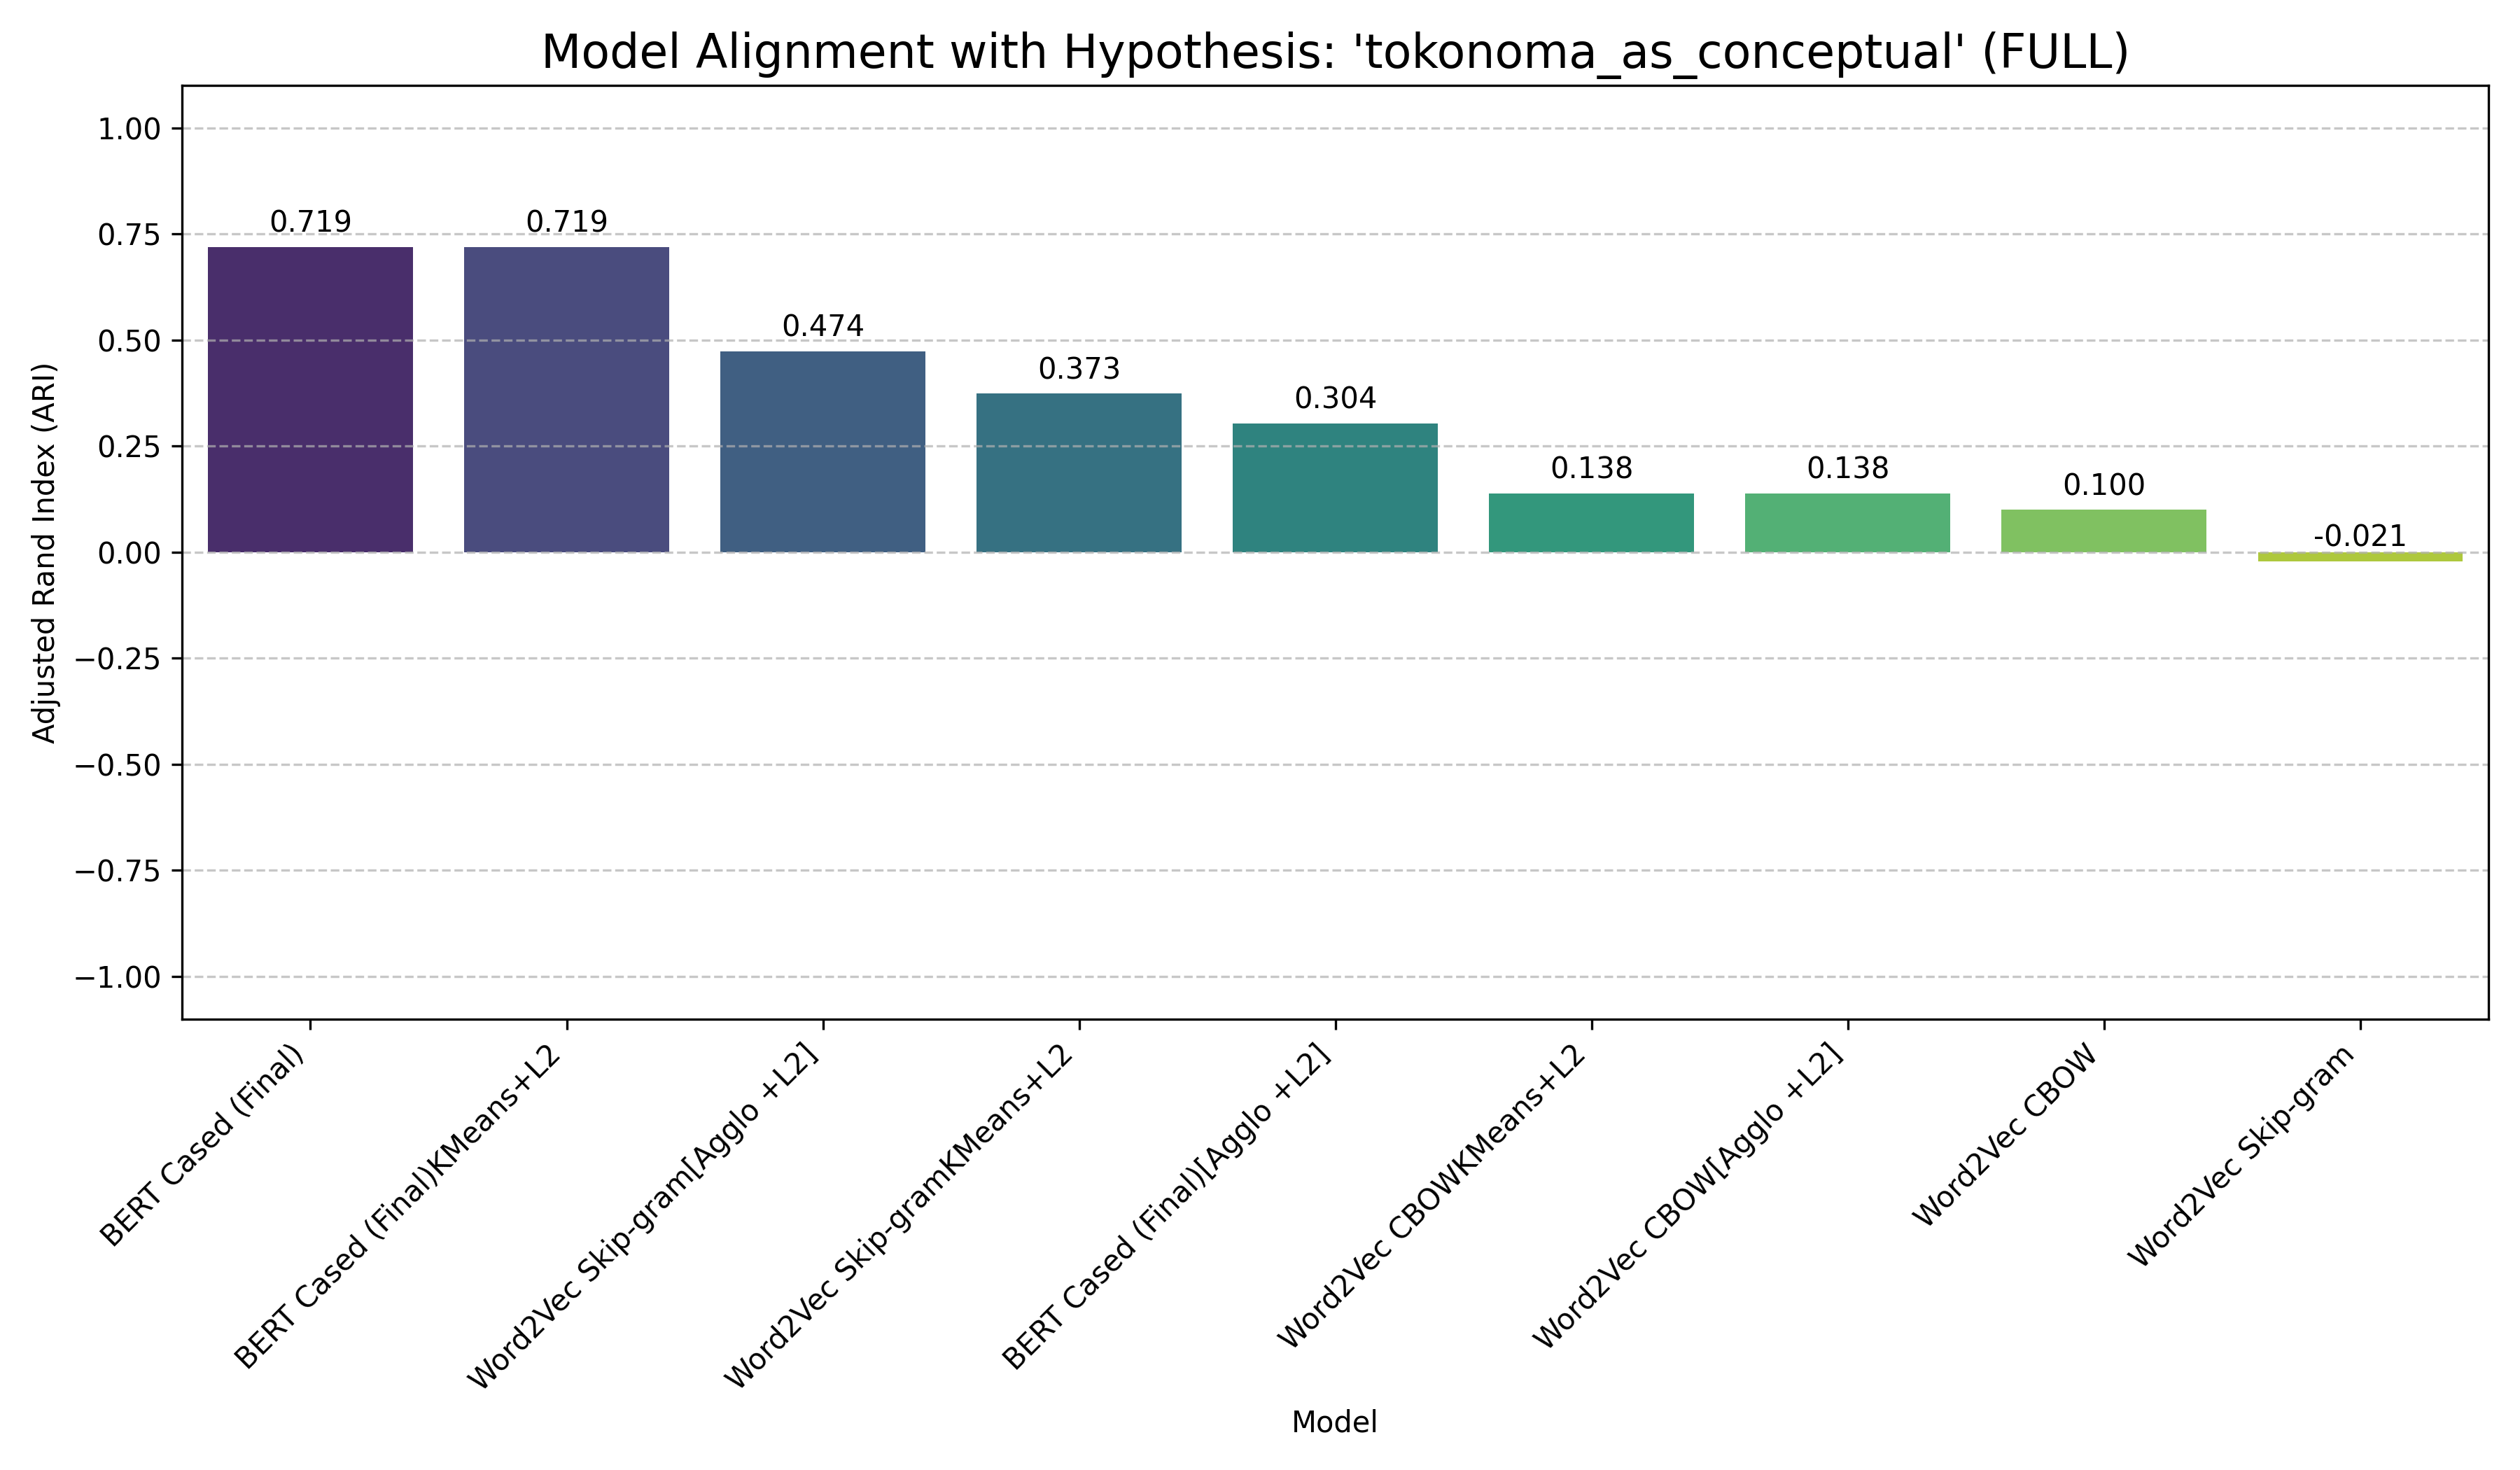 Model Alignment with Hypothesis: 'tokonoma_as_conceptual' (FULL)
Adjusted Rand Index (ARI)
1.00
0.75
0.50
0.25
0.00
−0.25
−0.50
−0.75
−1.00
0.719
0.719
0.474
0.373
0.304
0.138
0.138
0.100
-0.021
BERT Cased (Final)
BERT Cased (Final)KMeans+L2
Word2Vec Skip-gram[Agglo +L2]
Word2Vec Skip-gramKMeans+L2
BERT Cased (Final)[Agglo +L2]
Word2Vec CBOWKMeans+L2
Word2Vec CBOW[Agglo +L2]
Word2Vec CBOW
Word2Vec Skip-gram
Model